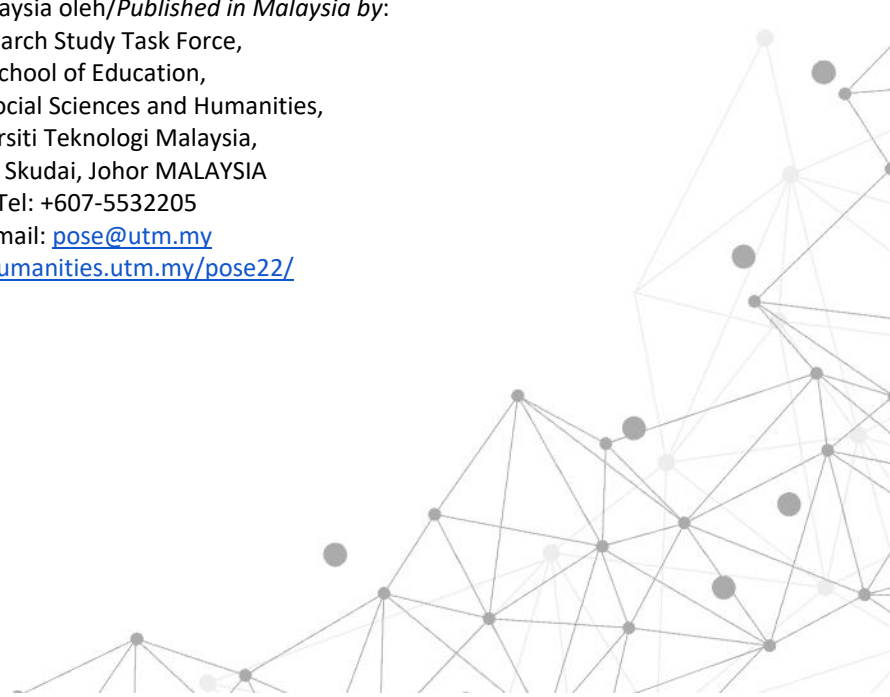 aysia oleh/Published in Malaysia by:
arch Study Task Force,
chool of Education,
ocial Sciences and Humanities,
rsiti Teknologi Malaysia,
Skudai, Johor MALAYSIA
Tel: +607-5532205
mail: pose@utm.my
umanities.utm.my/pose22/